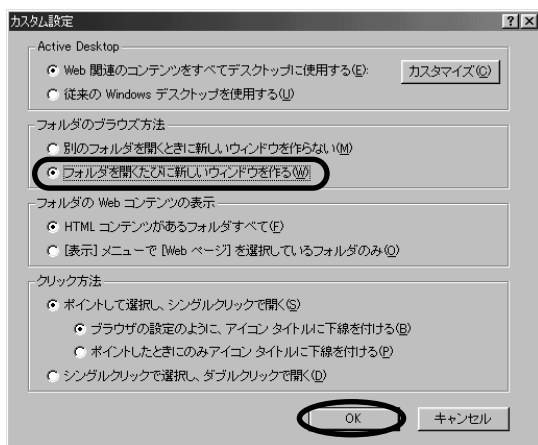 カスタム設定
Active Desktop
Web 関連のコンテンツをすべてデスクトップに使用する(E):
カスタマイズ(C)
従来の Windows デスクトップを使用する(U)
フォルダのブラウズ方法
別のフォルダを開くときに新しいウィンドウを作らない(M)
フォルダを開くたびに新しいウィンドウを作る(W)
フォルダの Web コンテンツの表示
HTML コンテンツがあるフォルダすべて(F)
[表示] メニューで [Web ページ] を選択しているフォルダのみ(O)
クリック方法
ポイントして選択し、シングルクリックで開く(S)
ブラウザの設定のように、アイコン タイトルに下線を付ける(B)
ポイントしたときにのみアイコン タイトルに下線を付ける(P)
シングルクリックで選択し、ダブルクリックで開く(D)
OK
キャンセル